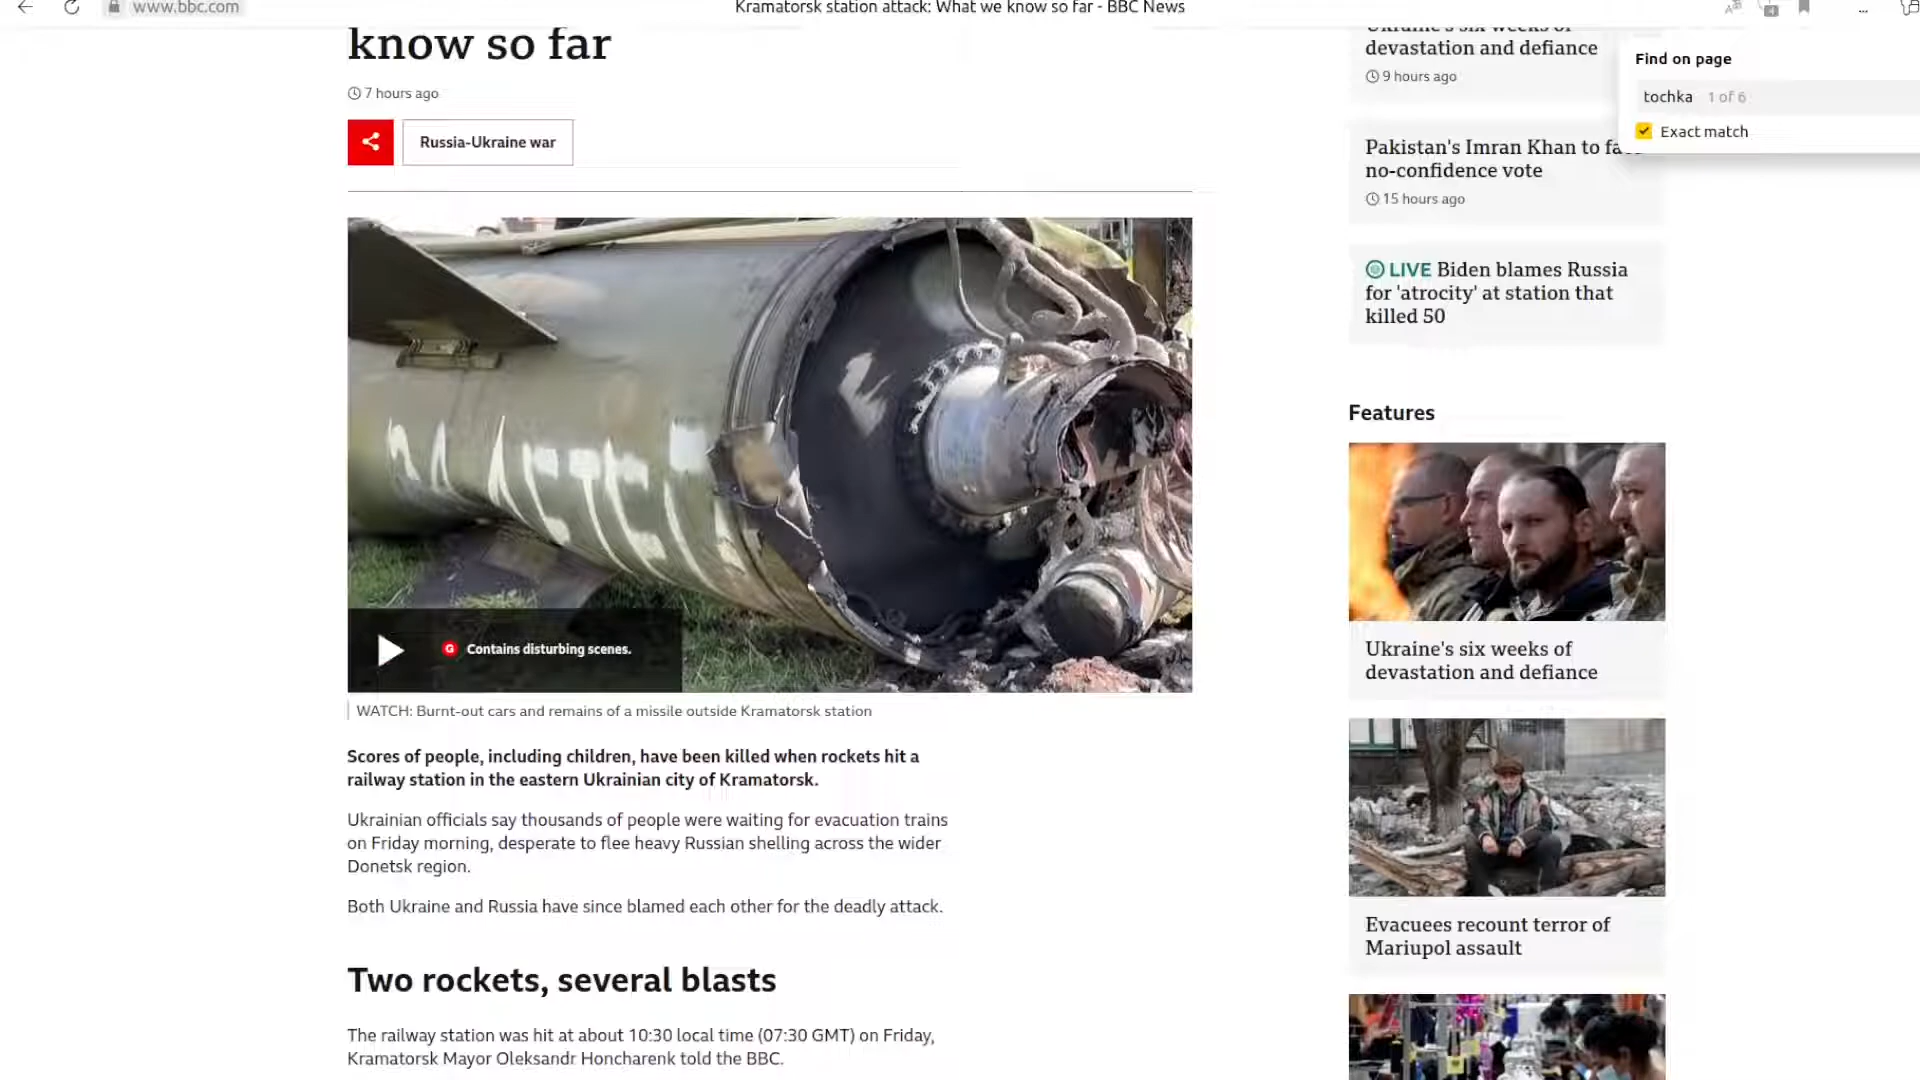 www.bbc.com
Kramatorsk station attack: What we know so far - BBC News
know so far
7 hours ago
Russia-Ukraine war
Contains disturbing scenes.
WATCH: Burnt-out cars and remains of a missile outside Kramatorsk station
Scores of people, including children, have been killed when rockets hit a
railway station in the eastern Ukrainian city of Kramatorsk.
Ukrainian officials say thousands of people were waiting for evacuation trains
on Friday morning, desperate to flee heavy Russian shelling across the wider
Donetsk region.
Both Ukraine and Russia have since blamed each other for the deadly attack.
Two rockets, several blasts
The railway station was hit at about 10:30 local time (07:30 GMT) on Friday,
Kramatorsk Mayor Oleksandr Honcharenk told the BBC.
Ukraine's six weeks of
devastation and defiance
9 hours ago
Pakistan's Imran Khan to
no-confidence vote
15 hours ago
LIVE Biden blames Russia
for 'atrocity' at station that
killed 50
Features
Ukraine's six weeks of
devastation and defiance
Evacuees recount terror of
Mariupol assault
Find on page
tochka 1 of 6
Exact match